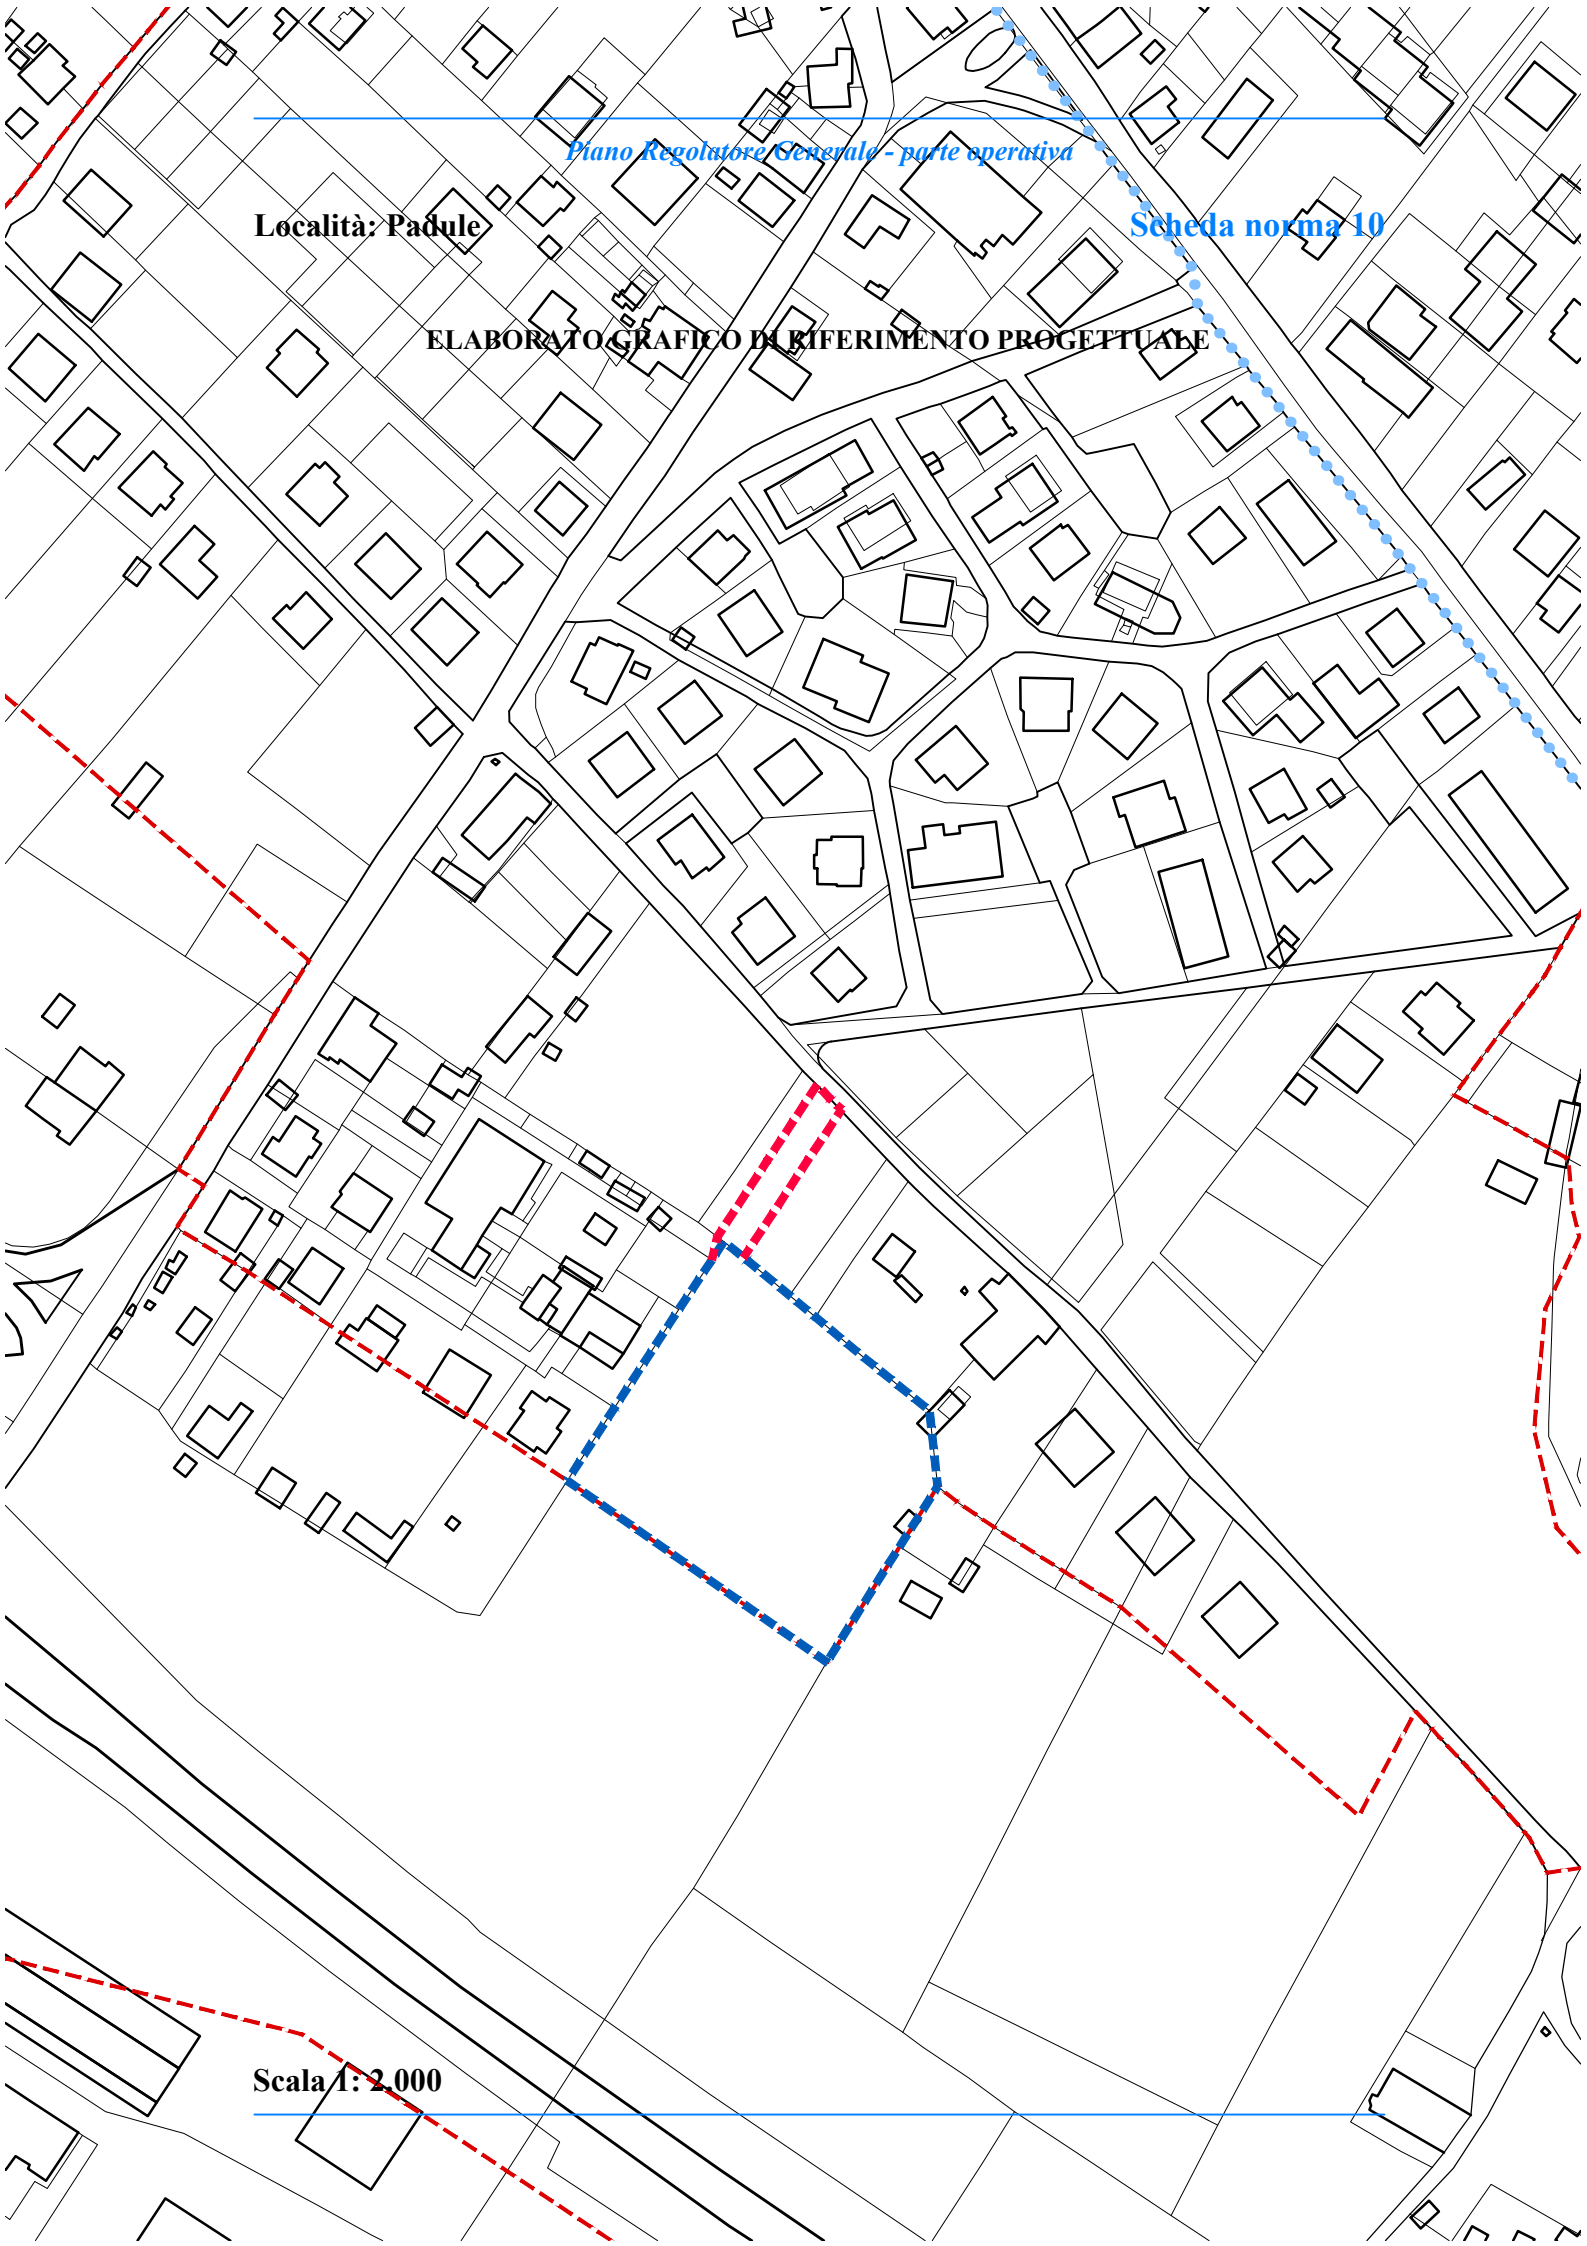 Piano Regolatore Generale - parte operativa
Località: Padule Scheda norma 10
ELABORATO GRAFICO DI RIFERIMENTO PROGETTUALE
Scala 1: 2.000